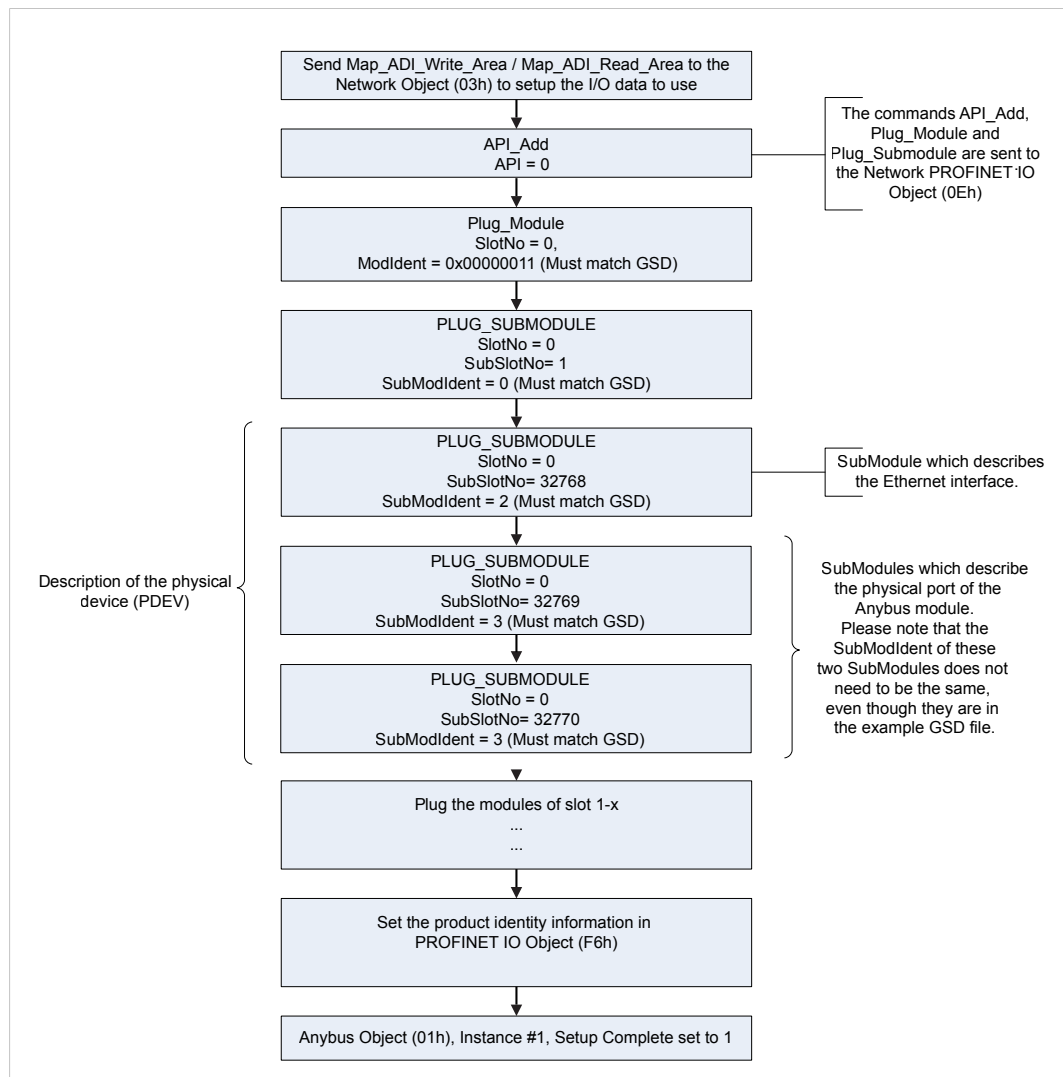 Send Map_ADI_Write_Area / Map_ADI_Read_Area to the
Network Object (03h) to setup the I/O data to use
API_Add
API = 0
The commands API_Add,
Plug_Module and
Plug_Submodule are sent to
the Network PROFINET IO
Object (0Eh)
Plug_Module
SlotNo = 0,
ModIdent = 0x00000011 (Must match GSD)
PLUG_SUBMODULE
SlotNo = 0
SubSlotNo= 1
SubModIdent = 0 (Must match GSD)
Description of the physical
device (PDEV)
PLUG_SUBMODULE
SlotNo = 0
SubSlotNo= 32768
SubModIdent = 2 (Must match GSD)
SubModule which describes
the Ethernet interface.
PLUG_SUBMODULE
SlotNo = 0
SubSlotNo= 32769
SubModIdent = 3 (Must match GSD)
PLUG_SUBMODULE
SlotNo = 0
SubSlotNo= 32770
SubModIdent = 3 (Must match GSD)
SubModules which describe
the physical port of the
Anybus module.
Please note that the
SubModIdent of these
two SubModules does not
need to be the same,
even though they are in
the example GSD file.
Plug the modules of slot 1-x
...
...
Set the product identity information in
PROFINET IO Object (F6h)
Anybus Object (01h), Instance #1, Setup Complete set to 1